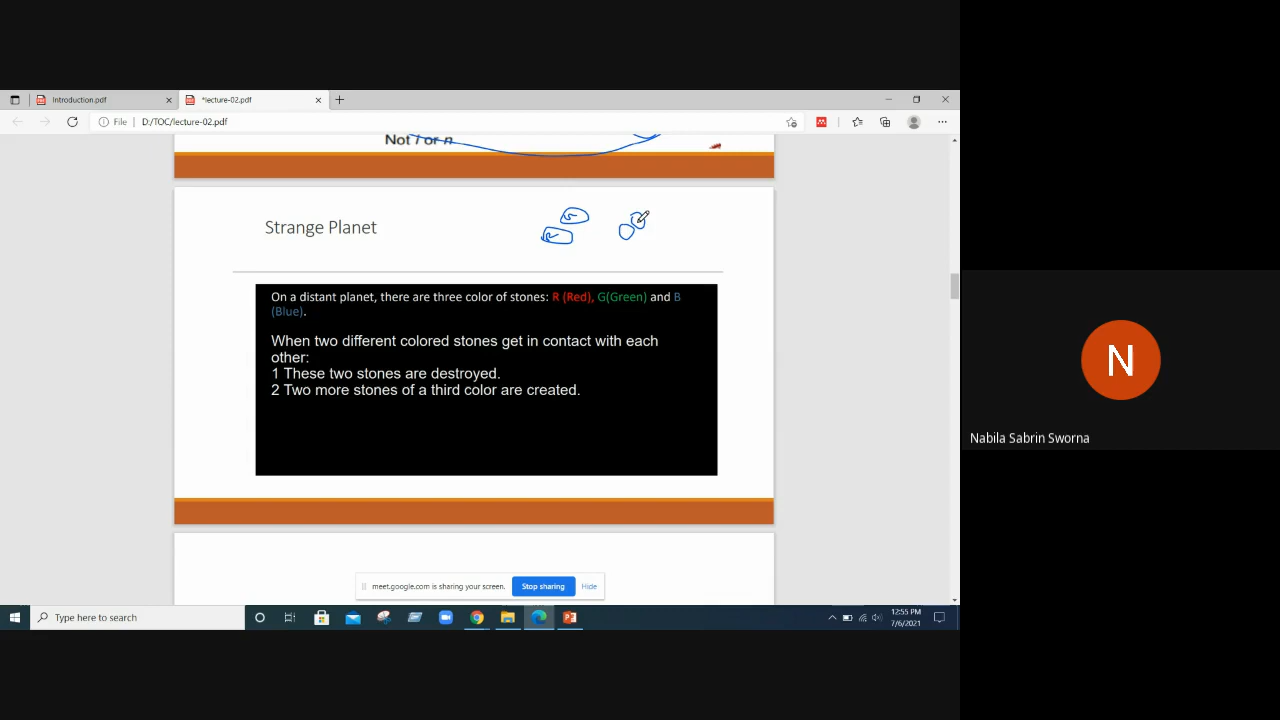 Introduction.pdf
*lecture-02.pdf
File
D:/TOC/lecture-02.pdf
Not l or n
Strange Planet
On a distant planet, there are three color of stones: R (Red), G(Green) and B
(Blue).
When two different colored stones get in contact with each
other:
1 These two stones are destroyed.
2 Two more stones of a third color are created.
meet.google.com is sharing your screen.
Stop sharing
Hide
Type here to search
12:55 PM
7/6/2021
N
Nabila Sabrin Sworna